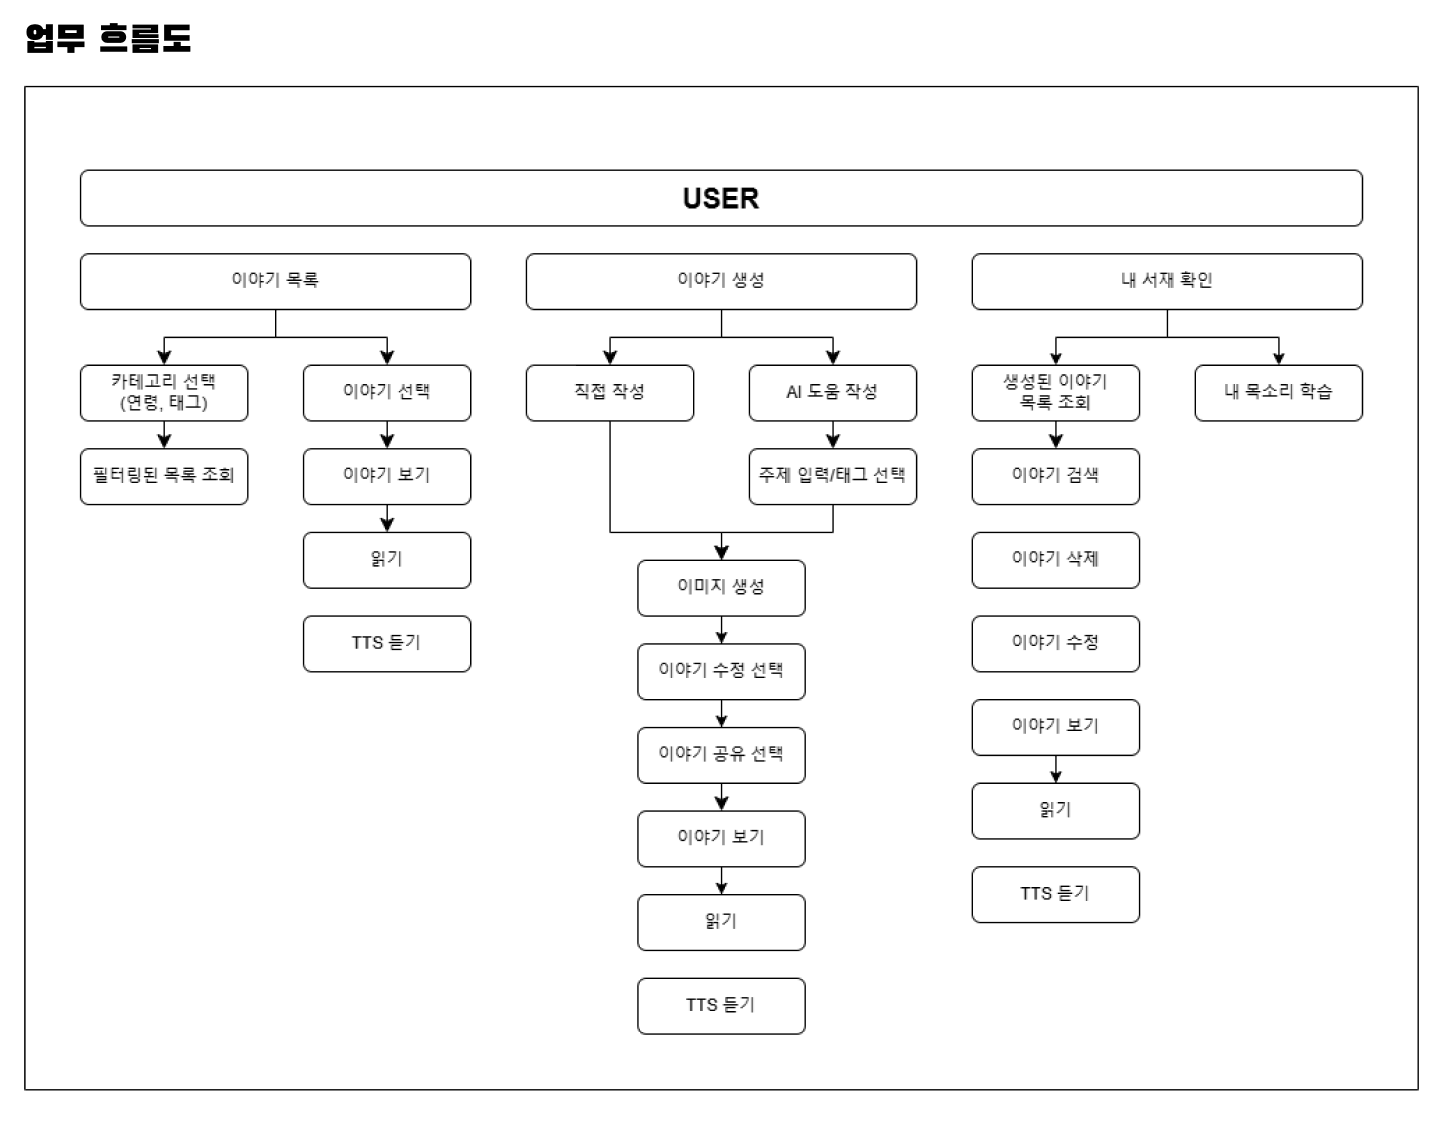 업무 흐름도
USER
이야기 목록
카테고리 선택
(연령, 태그)
필터링된 목록 조회
이야기 선택
이야기 보기
읽기
TTS 듣기
이야기 생성
직접 작성
AI 도움 작성
주제 입력/태그 선택
이미지 생성
이야기 수정 선택
이야기 공유 선택
이야기 보기
읽기
TTS 듣기
내 서재 확인
생성된 이야기
목록 조회
이야기 검색
이야기 삭제
이야기 수정
이야기 보기
읽기
TTS 듣기
내 목소리 학습